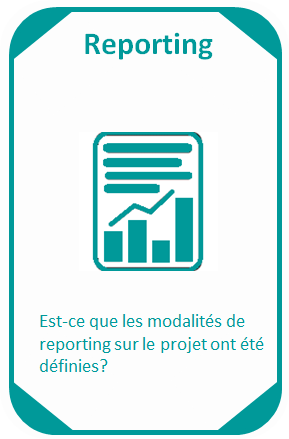 Reporting
Est-ce que les modalités de
reporting sur le projet ont été
définies?